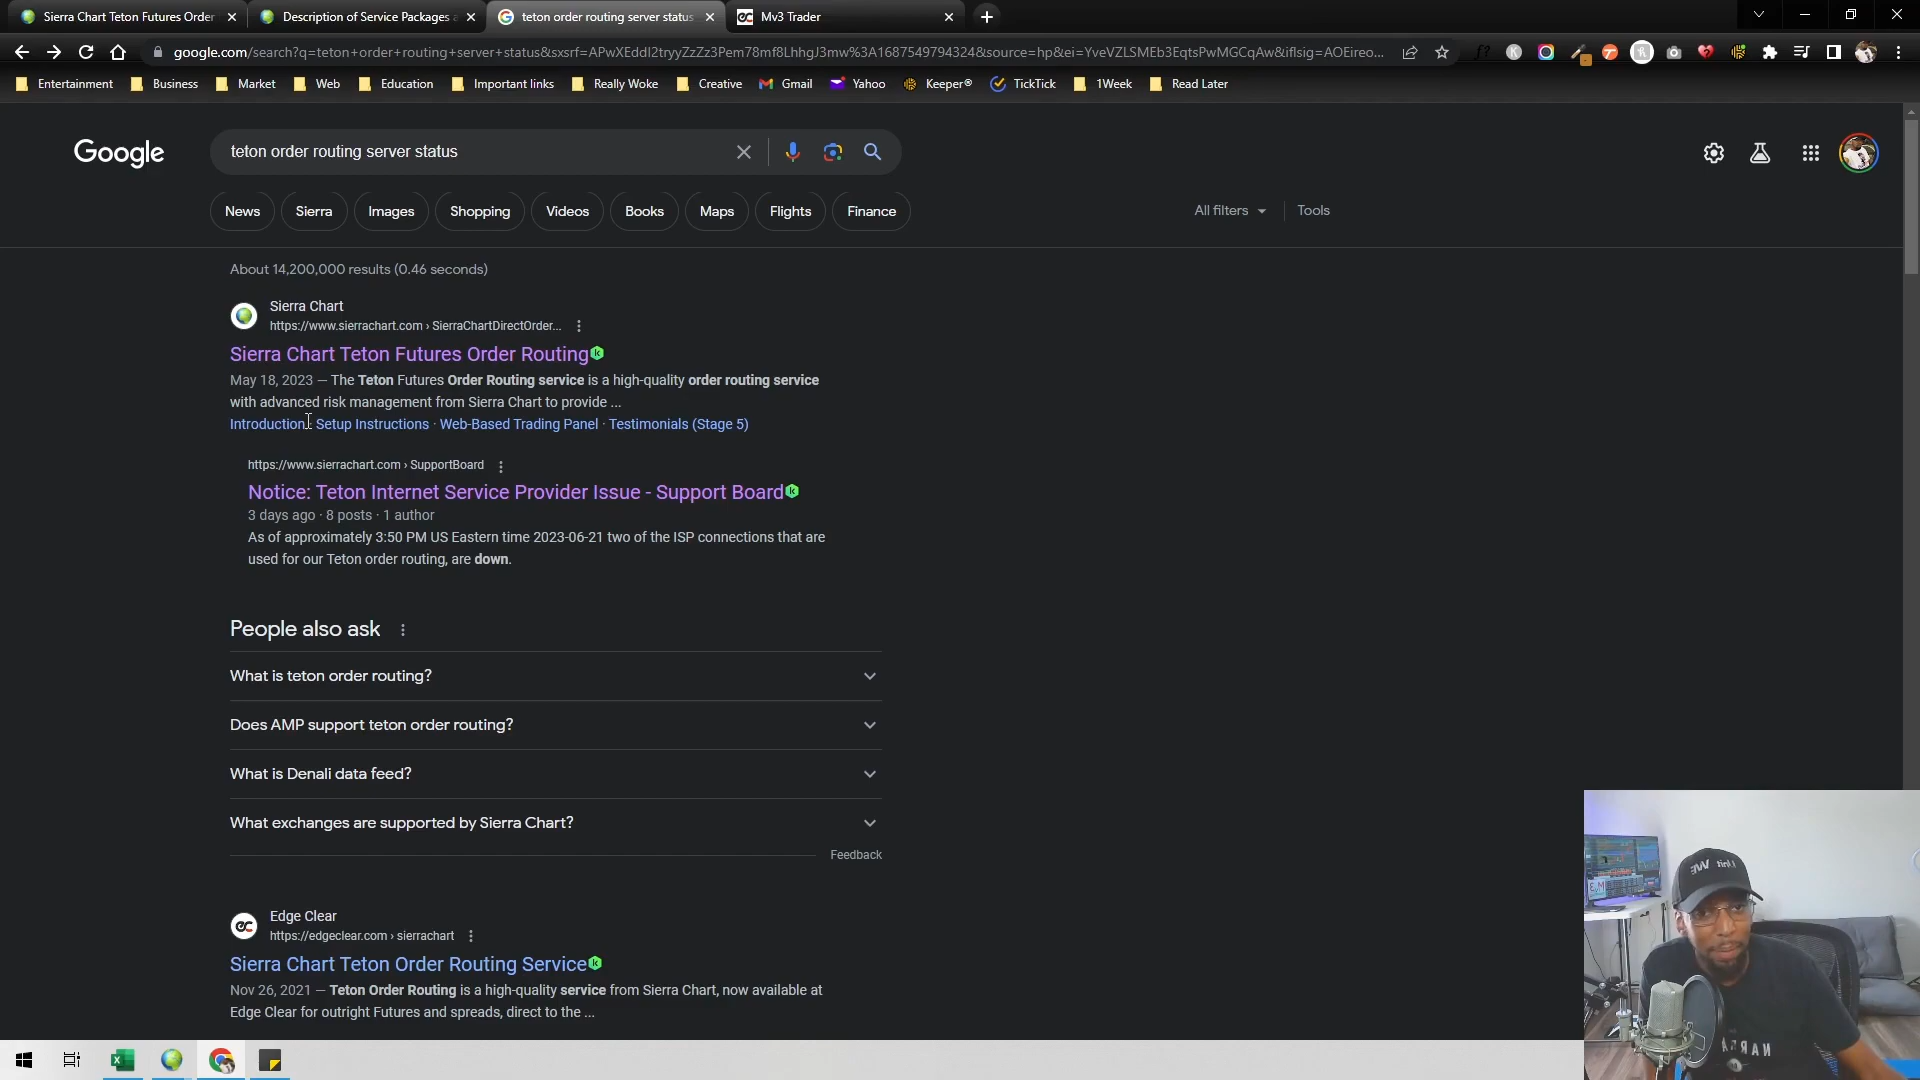 Sierra Chart Teton Futures Order
Description of Service Packages a
teton order routing server status
Mv3 Trader
google.com/search?q=teton+order+routing+server+status&sxsrf=APwXEddI2tryyZzZz3Pem78mf8LhhgJ3mw%3A1687549794324&source=hp&ei=YveVZLSMEb3EqtsPwMGCqAw&iflsig=AOEireo...
Entertainment
Business
Market
Web
Education
Important links
Really Woke
Creative
Gmail
Yahoo
Keeper®
TickTick
1Week
Read Later
Google
teton order routing server status
News
Sierra
Images
Shopping
Videos
Books
Maps
Flights
Finance
All filters
Tools
About 14,200,000 results (0.46 seconds)
Sierra Chart
https://www.sierrachart.com › SierraChartDirectOrder...
Sierra Chart Teton Futures Order Routing
May 18, 2023 — The Teton Futures Order Routing service is a high-quality order routing service
with advanced risk management from Sierra Chart to provide ...
Introduction · Setup Instructions · Web-Based Trading Panel · Testimonials (Stage 5)
https://www.sierrachart.com › SupportBoard
Notice: Teton Internet Service Provider Issue - Support Board
3 days ago · 8 posts · 1 author
As of approximately 3:50 PM US Eastern time 2023-06-21 two of the ISP connections that are
used for our Teton order routing, are down.
People also ask
What is teton order routing?
Does AMP support teton order routing?
What is Denali data feed?
What exchanges are supported by Sierra Chart?
Feedback
Edge Clear
https://edgeclear.com › sierrachart
Sierra Chart Teton Order Routing Service
Nov 26, 2021 — Teton Order Routing is a high-quality service from Sierra Chart, now available at
Edge Clear for outright Futures and spreads, direct to the ...